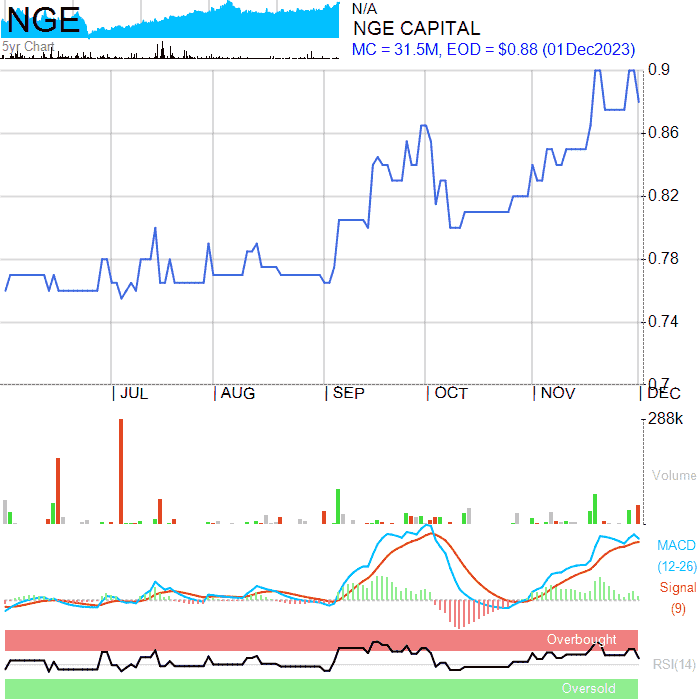 NGE
5yr Chart
N/A
NGE CAPITAL
MC = 31.5M, EOD = $0.88 (01Dec2023)
0.9
0.86
0.82
0.78
0.74
0.7
JUL AUG SEP OCT NOV DEC
288k
Volume
MACD
(12-26)
Signal
(9)
Overbought
RSI(14)
Oversold